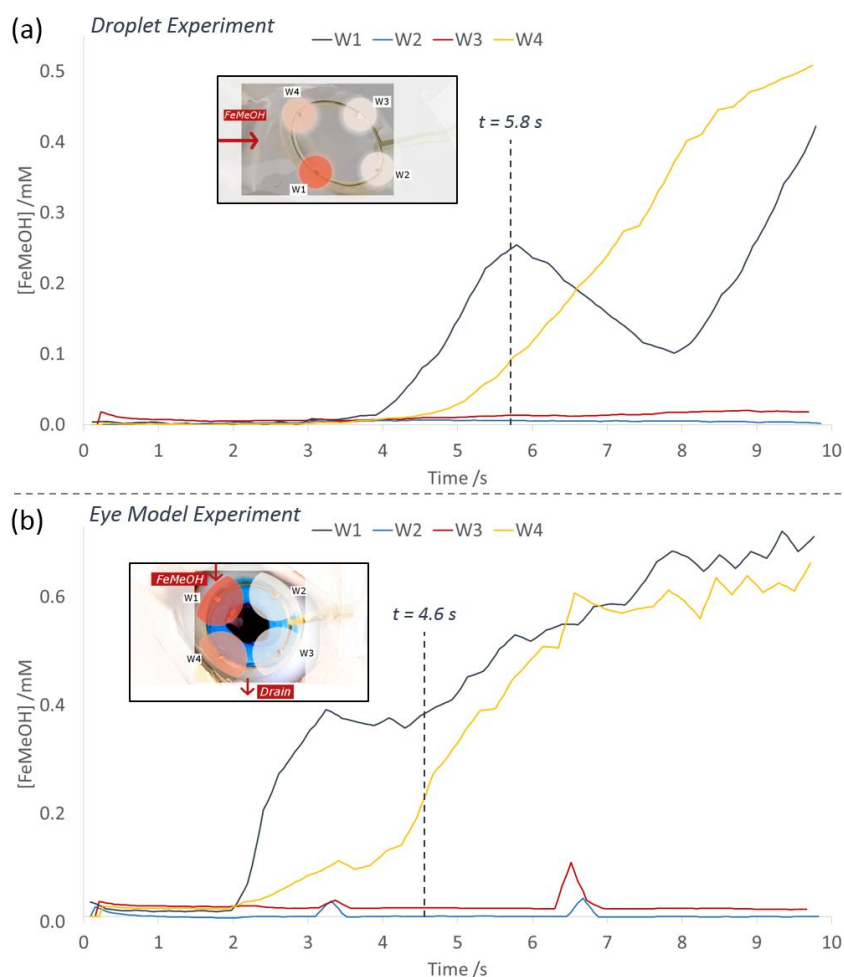 (a) Droplet Experiment
W1 W2 W3 W4
0.5
0.4
0.3
0.2
0.1
0.0
[FeMeOH] /mM
W4 W3
FeMeOH
W1 W2
t = 5.8 s
0 1 2 3 4 5 6 7 8 9 10
Time /s
(b) Eye Model Experiment
W1 W2 W3 W4
0.6
0.4
0.2
0.0
[FeMeOH] /mM
FeMeOH
W1 W2
W4 W3
Drain
t = 4.6 s
0 1 2 3 4 5 6 7 8 9 10
Time /s